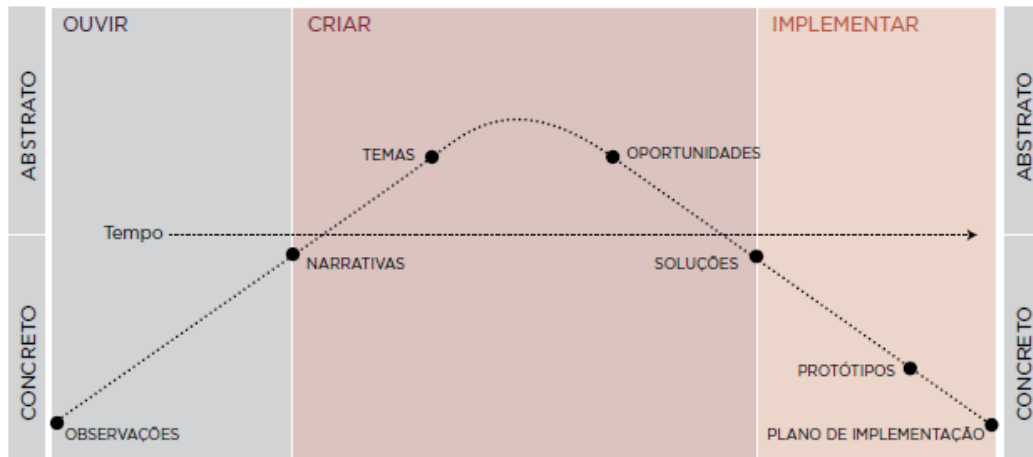 OUVIR
CRIAR
IMPLEMENTAR
ABSTRATO
ABSTRATO
TEMAS
OPORTUNIDADES
Tempo
NARRATIVAS
SOLUÇÕES
CONCRETO
CONCRETO
PROTÓTIPOS
OBSERVAÇÕES
PLANO DE IMPLEMENTAÇÃO